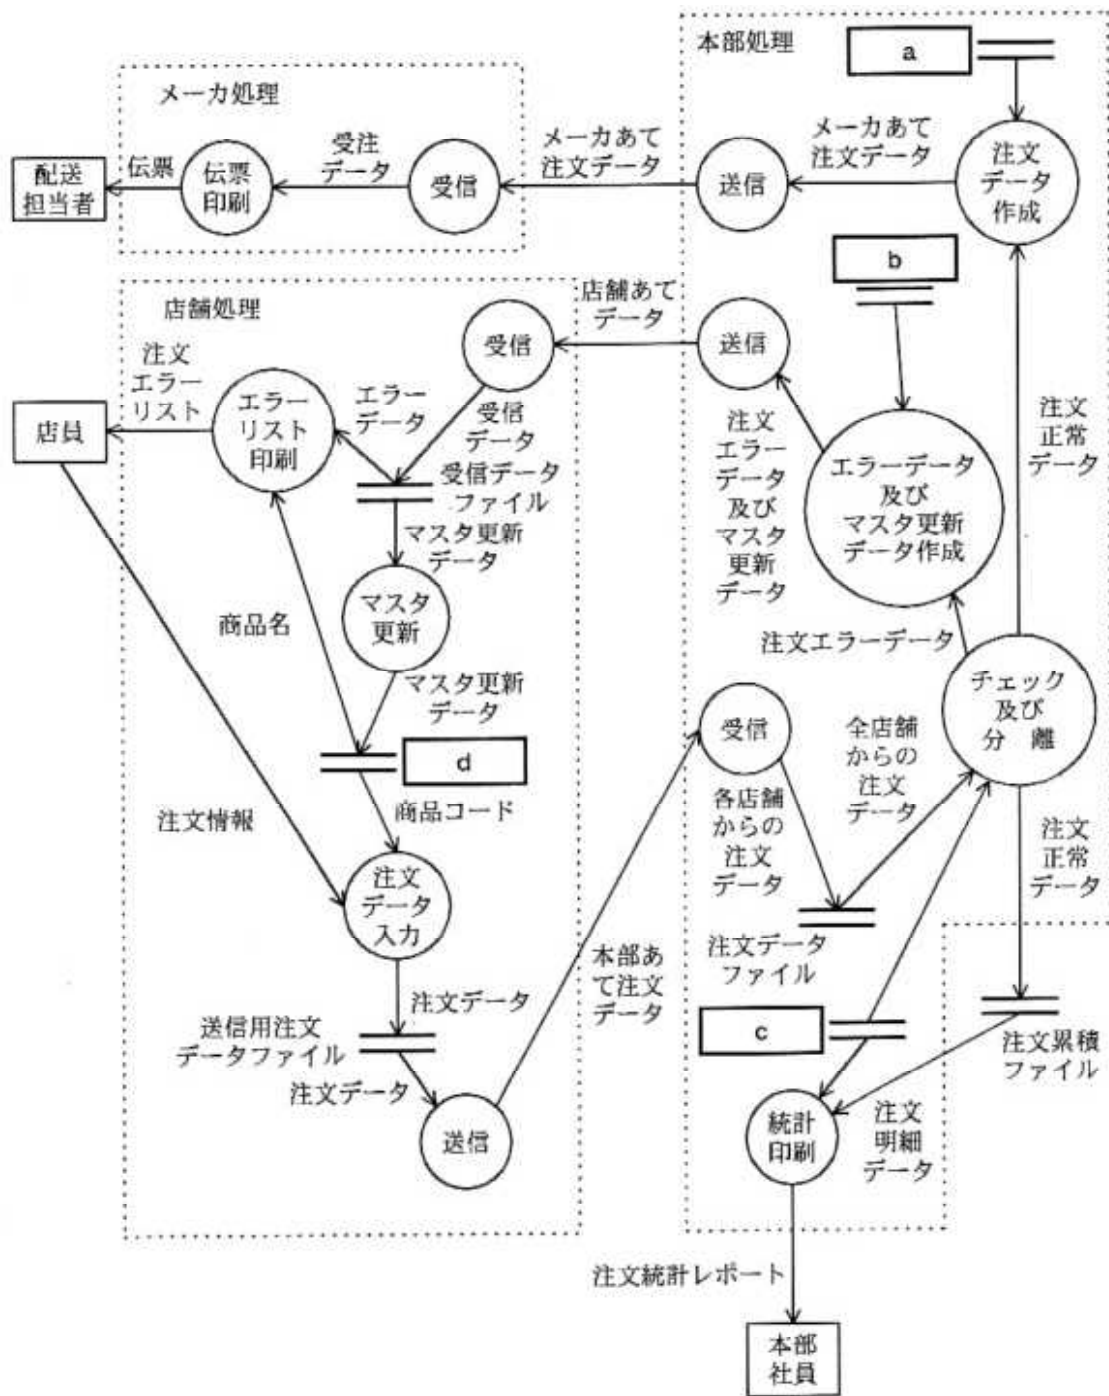 本部処理
a
メーカ処理
配送
担当者
伝票
伝票
印刷
受注
データ
受信
メーカあて
注文データ
送信
メーカあて
注文データ
注文
データ
作成
b
店舗処理
受信
店舗あて
データ
送信
注文
エラー
リスト
店員
エラー
リスト
印刷
エラー
データ
受信
データ
受信データ
ファイル
マスタ更新
データ
マスタ
更新
商品名
マスタ更新
データ
d
商品コード
注文情報
注文
データ
入力
注文データ
送信用注文
データファイル
注文データ
送信
本部あ
て注文
データ
注文
エラー
データ
及び
マスタ
更新
データ
エラーデータ
及び
マスタ更新
データ作成
注文
正常
データ
注文エラーデータ
チェック
及び
分離
受信
全店舗
からの
注文
データ
各店舗
からの
注文
データ
注文データ
ファイル
注文
正常
データ
c
注文累積
ファイル
統計
印刷
注文
明細
データ
注文統計レポート
本部
社員